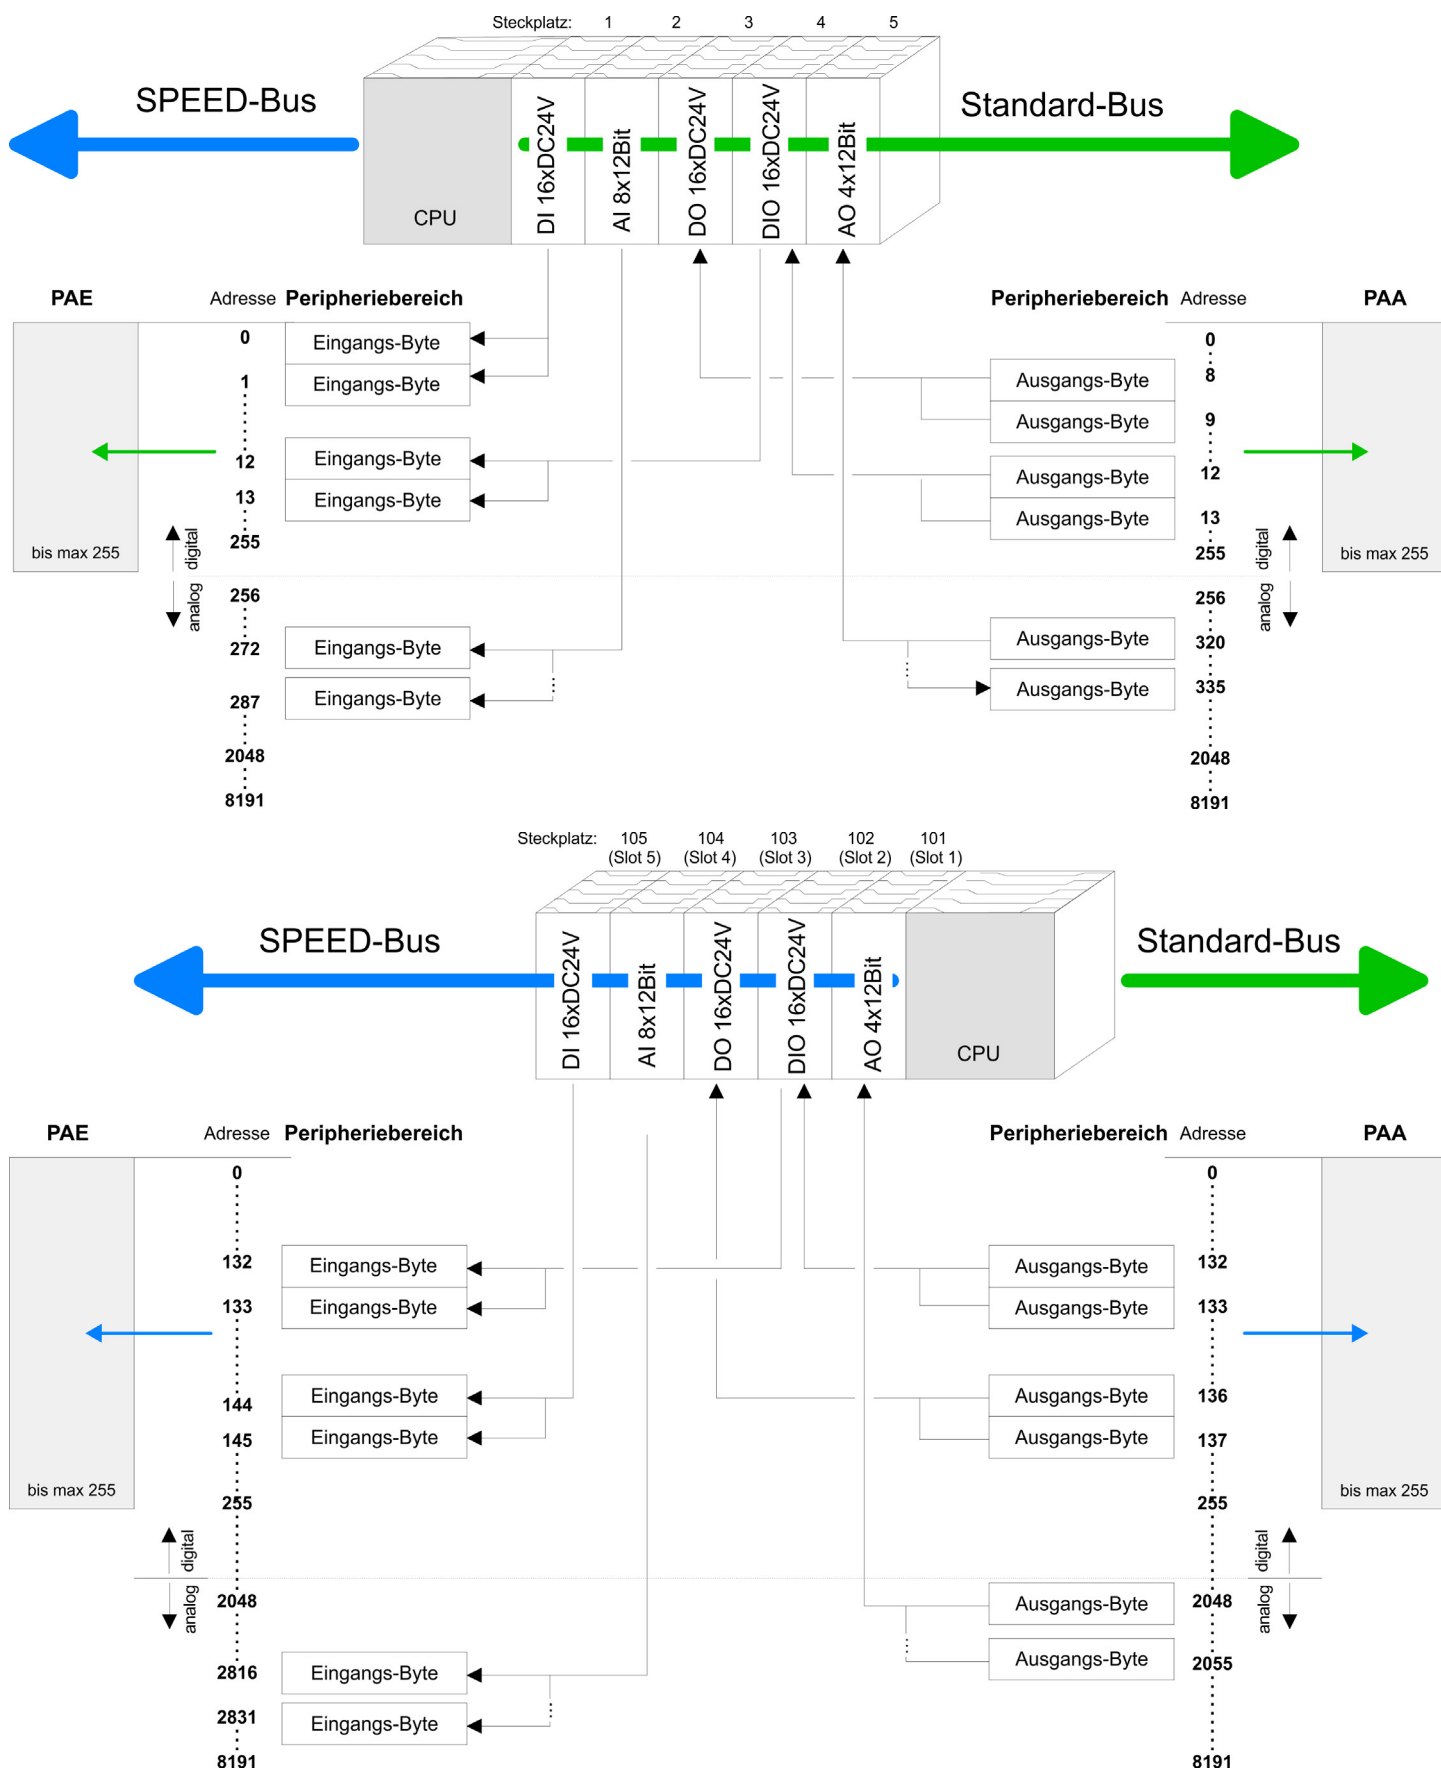 Steckplatz: 1 2 3 4 5
SPEED-Bus
Standard-Bus
CPU
DI 16xDC24V
AI 8x12Bit
DO 16xDC24V
DIO 16xDC24V
AO 4x12Bit
PAE Adresse Peripheriebereich
0 Eingangs-Byte
1 Eingangs-Byte
12 Eingangs-Byte
13 Eingangs-Byte
255
bis max 255
digital
analog
256
272 Eingangs-Byte
287 Eingangs-Byte
2048
8191
Peripheriebereich Adresse PAA
0
Ausgangs-Byte 8
Ausgangs-Byte 9
Ausgangs-Byte 12
Ausgangs-Byte 13
255
bis max 255
digital
analog
256
Ausgangs-Byte 320
Ausgangs-Byte 335
2048
8191
Steckplatz: 105 104 103 102 101
(Slot 5) (Slot 4) (Slot 3) (Slot 2) (Slot 1)
SPEED-Bus
Standard-Bus
DI 16xDC24V
AI 8x12Bit
DO 16xDC24V
DIO 16xDC24V
AO 4x12Bit
CPU
PAE Adresse Peripheriebereich
0
132 Eingangs-Byte
133 Eingangs-Byte
144 Eingangs-Byte
145 Eingangs-Byte
bis max 255
255
digital
analog
2048
2816 Eingangs-Byte
2831 Eingangs-Byte
8191
Peripheriebereich Adresse PAA
0
Ausgangs-Byte 132
Ausgangs-Byte 133
Ausgangs-Byte 136
Ausgangs-Byte 137
255
bis max 255
digital
analog
Ausgangs-Byte 2048
Ausgangs-Byte 2055
8191